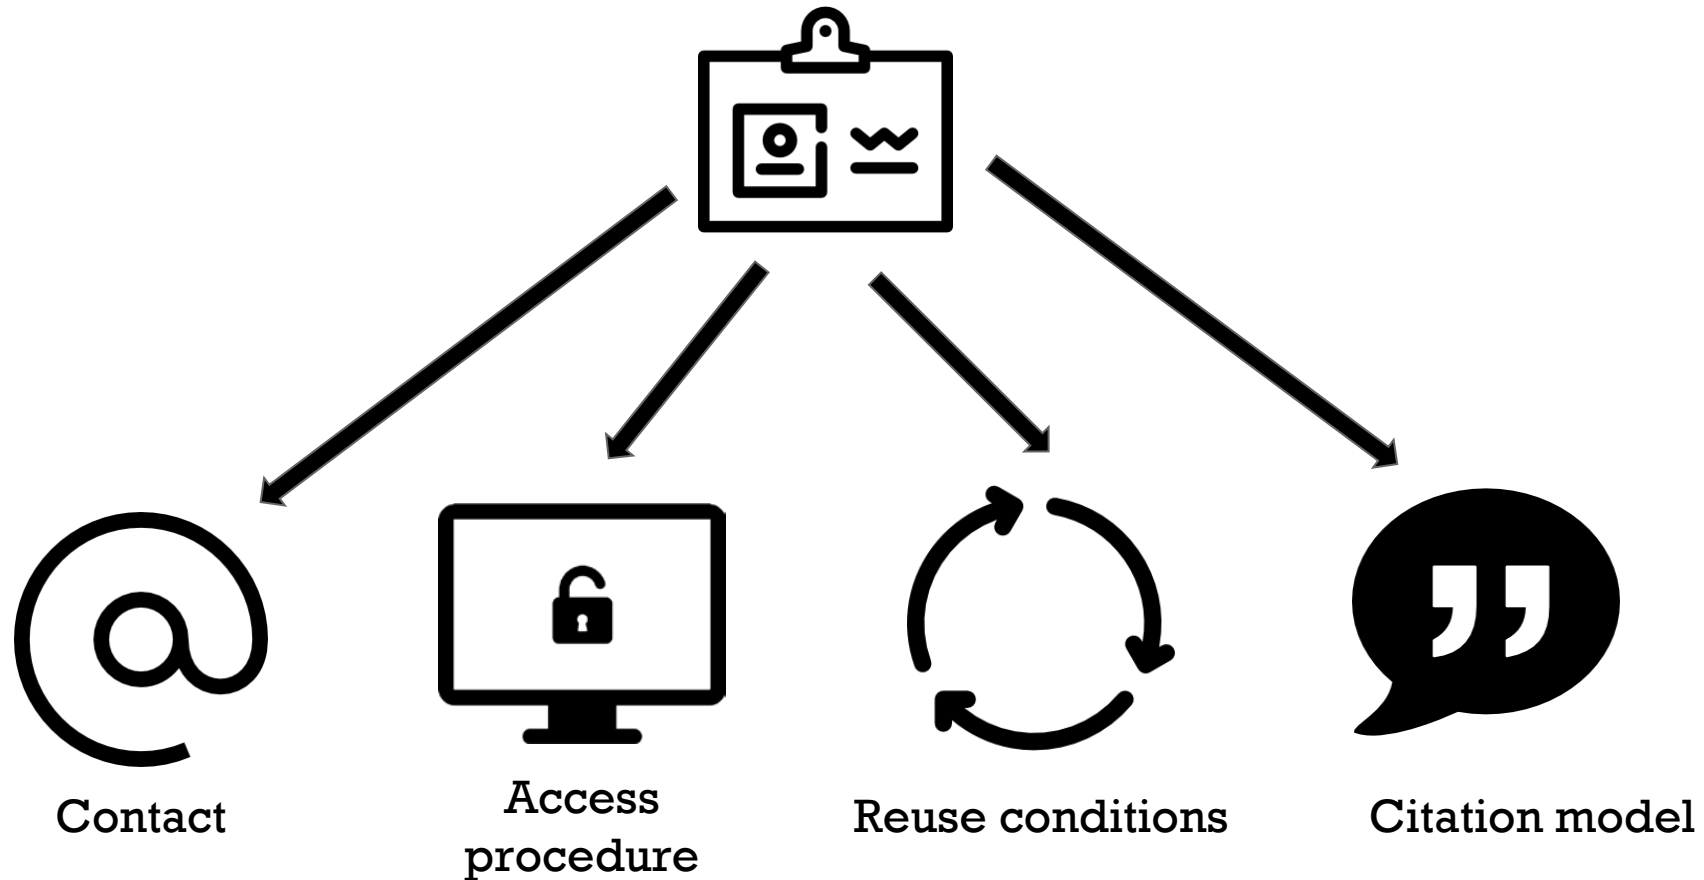 Contact
Access
procedure
Reuse conditions
Citation model